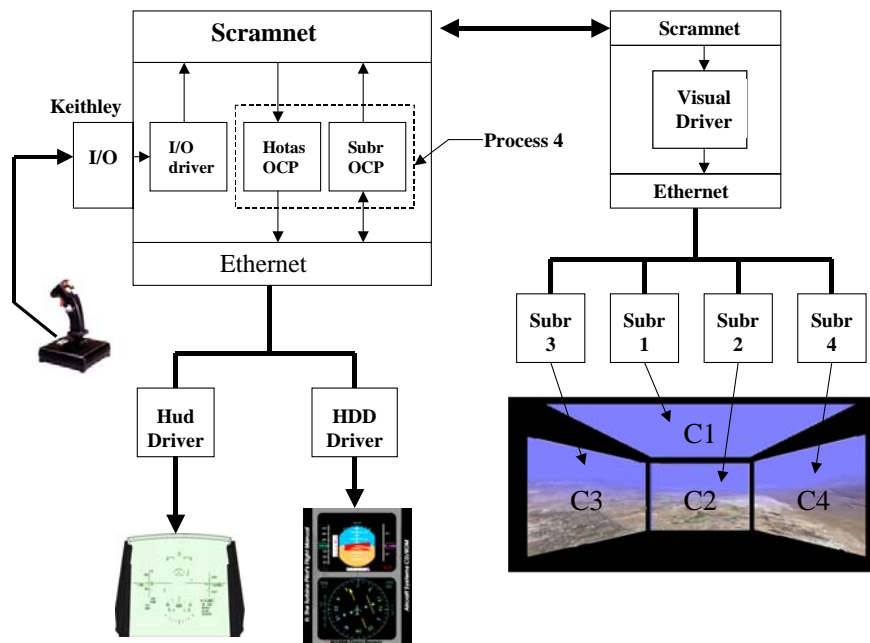 Scramnet
Scramnet
Keithley
I/O
I/O
driver
Hotas
OCP
Subr
OCP
Process 4
Visual
Driver
Ethernet
Ethernet
Subr
3
Subr
1
Subr
2
Subr
4
Hud
Driver
HDD
Driver
C1
C3
C2
C4